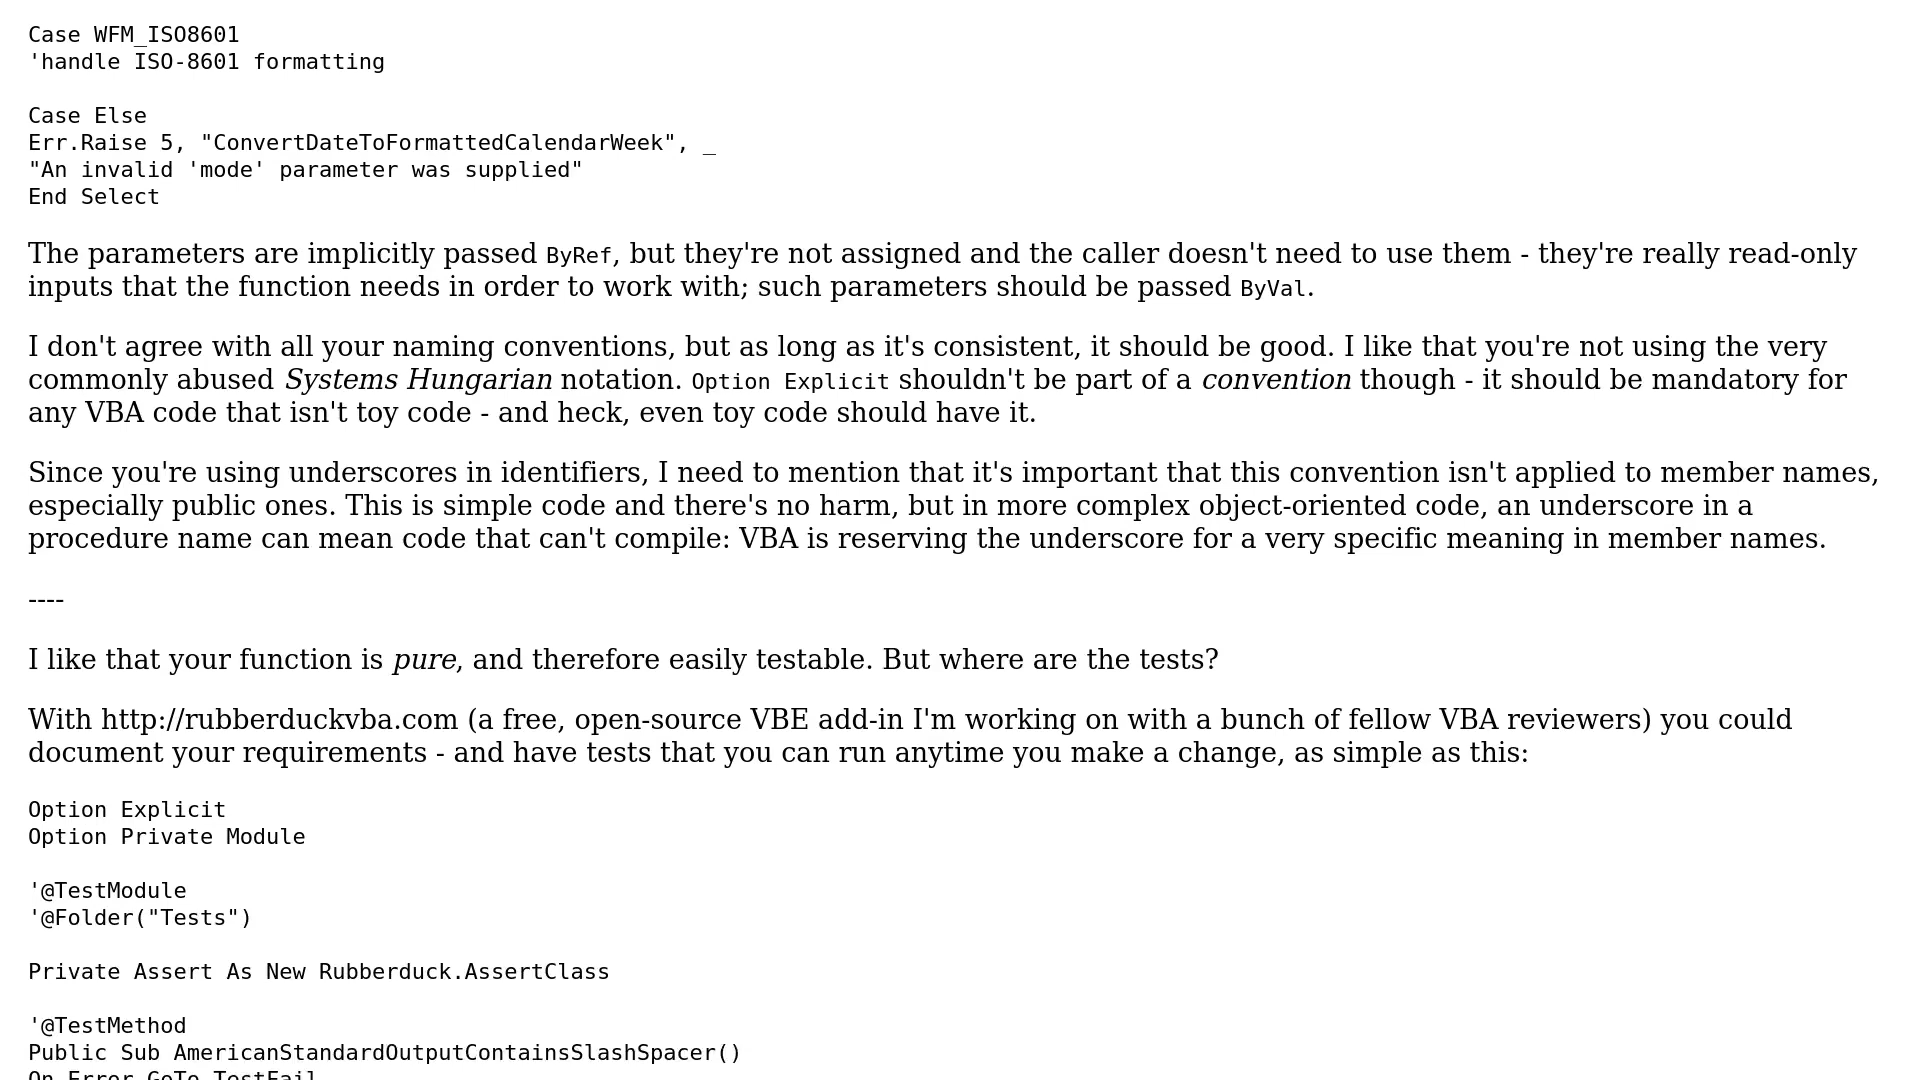 Case WFM_ISO8601
'handle ISO-8601 formatting
Case Else
Err.Raise 5, "ConvertDateToFormattedCalendarWeek", _
"An invalid 'mode' parameter was supplied"
End Select
The parameters are implicitly passed ByRef, but they're not assigned and the caller doesn't need to use them - they're really read-only
inputs that the function needs in order to work with; such parameters should be passed ByVal.
I don't agree with all your naming conventions, but as long as it's consistent, it should be good. I like that you're not using the very
commonly abused Systems Hungarian notation. Option Explicit shouldn't be part of a convention though - it should be mandatory for
any VBA code that isn't toy code - and heck, even toy code should have it.
Since you're using underscores in identifiers, I need to mention that it's important that this convention isn't applied to member names,
especially public ones. This is simple code and there's no harm, but in more complex object-oriented code, an underscore in a
procedure name can mean code that can't compile: VBA is reserving the underscore for a very specific meaning in member names.
----
I like that your function is pure, and therefore easily testable. But where are the tests?
With http://rubberduckvba.com (a free, open-source VBE add-in I'm working on with a bunch of fellow VBA reviewers) you could
document your requirements - and have tests that you can run anytime you make a change, as simple as this:
Option Explicit
Option Private Module
'@TestModule
'@Folder("Tests")
Private Assert As New Rubberduck.AssertClass
'@TestMethod
Public Sub AmericanStandardOutputContainsSlashSpacer()
On Error GoTo TestFail